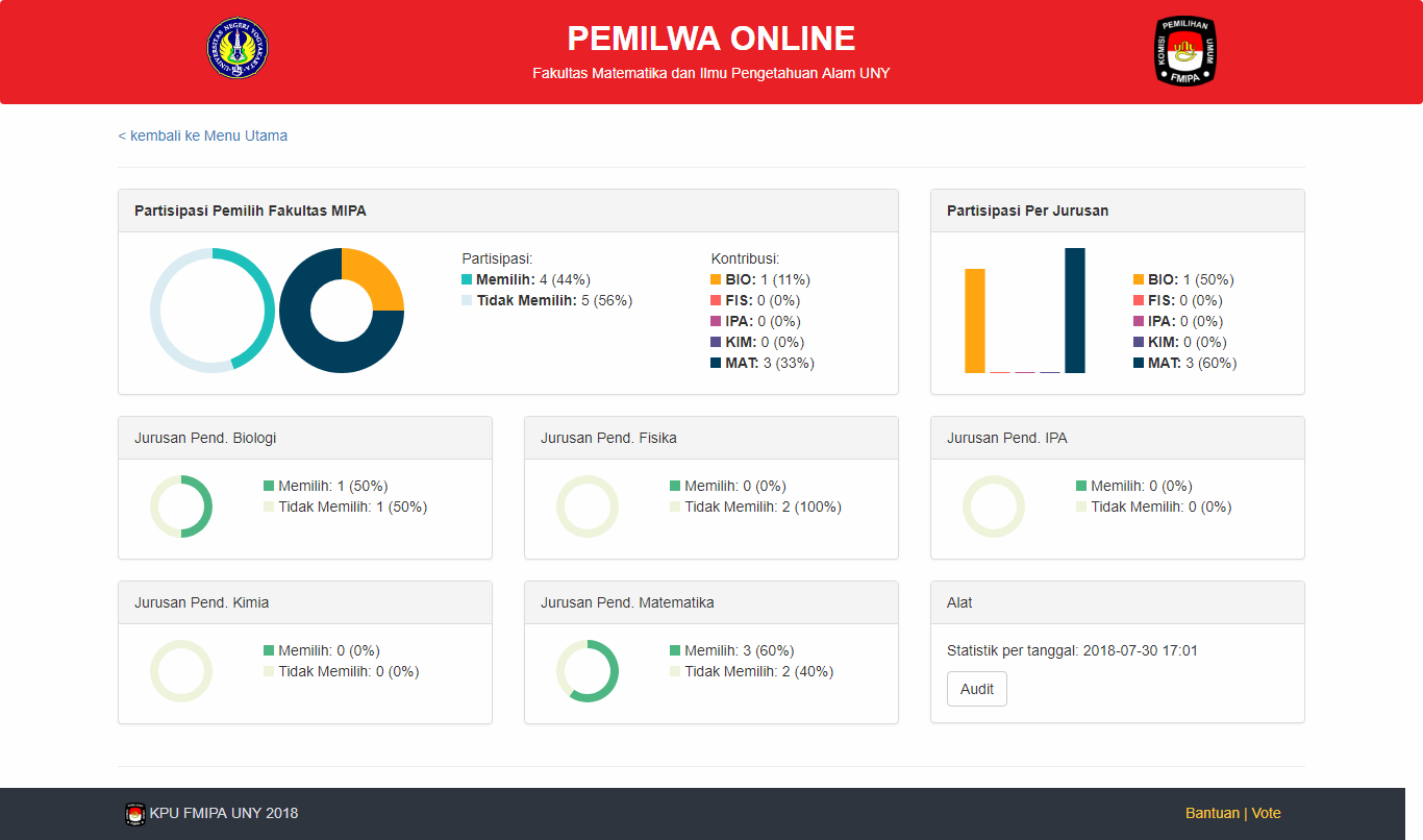 UNIVERSITAS NEGERI YOGYAKARTA
PEMILWA ONLINE
Fakultas Matematika dan Ilmu Pengetahuan Alam UNY
KOMISI PEMILIHAN UMUM
FMIPA
< kembali ke Menu Utama
Partisipasi Pemilih Fakultas MIPA
Partisipasi:
Memilih: 4 (44%)
Tidak Memilih: 5 (56%)
Kontribusi:
BIO: 1 (11%)
FIS: 0 (0%)
IPA: 0 (0%)
KIM: 0 (0%)
MAT: 3 (33%)
Partisipasi Per Jurusan
BIO: 1 (50%)
FIS: 0 (0%)
IPA: 0 (0%)
KIM: 0 (0%)
MAT: 3 (60%)
Jurusan Pend. Biologi
Memilih: 1 (50%)
Tidak Memilih: 1 (50%)
Jurusan Pend. Fisika
Memilih: 0 (0%)
Tidak Memilih: 2 (100%)
Jurusan Pend. IPA
Memilih: 0 (0%)
Tidak Memilih: 0 (0%)
Jurusan Pend. Kimia
Memilih: 0 (0%)
Tidak Memilih: 0 (0%)
Jurusan Pend. Matematika
Memilih: 3 (60%)
Tidak Memilih: 2 (40%)
Alat
Statistik per tanggal: 2018-07-30 17:01
Audit
KPU FMIPA UNY 2018
Bantuan | Vote